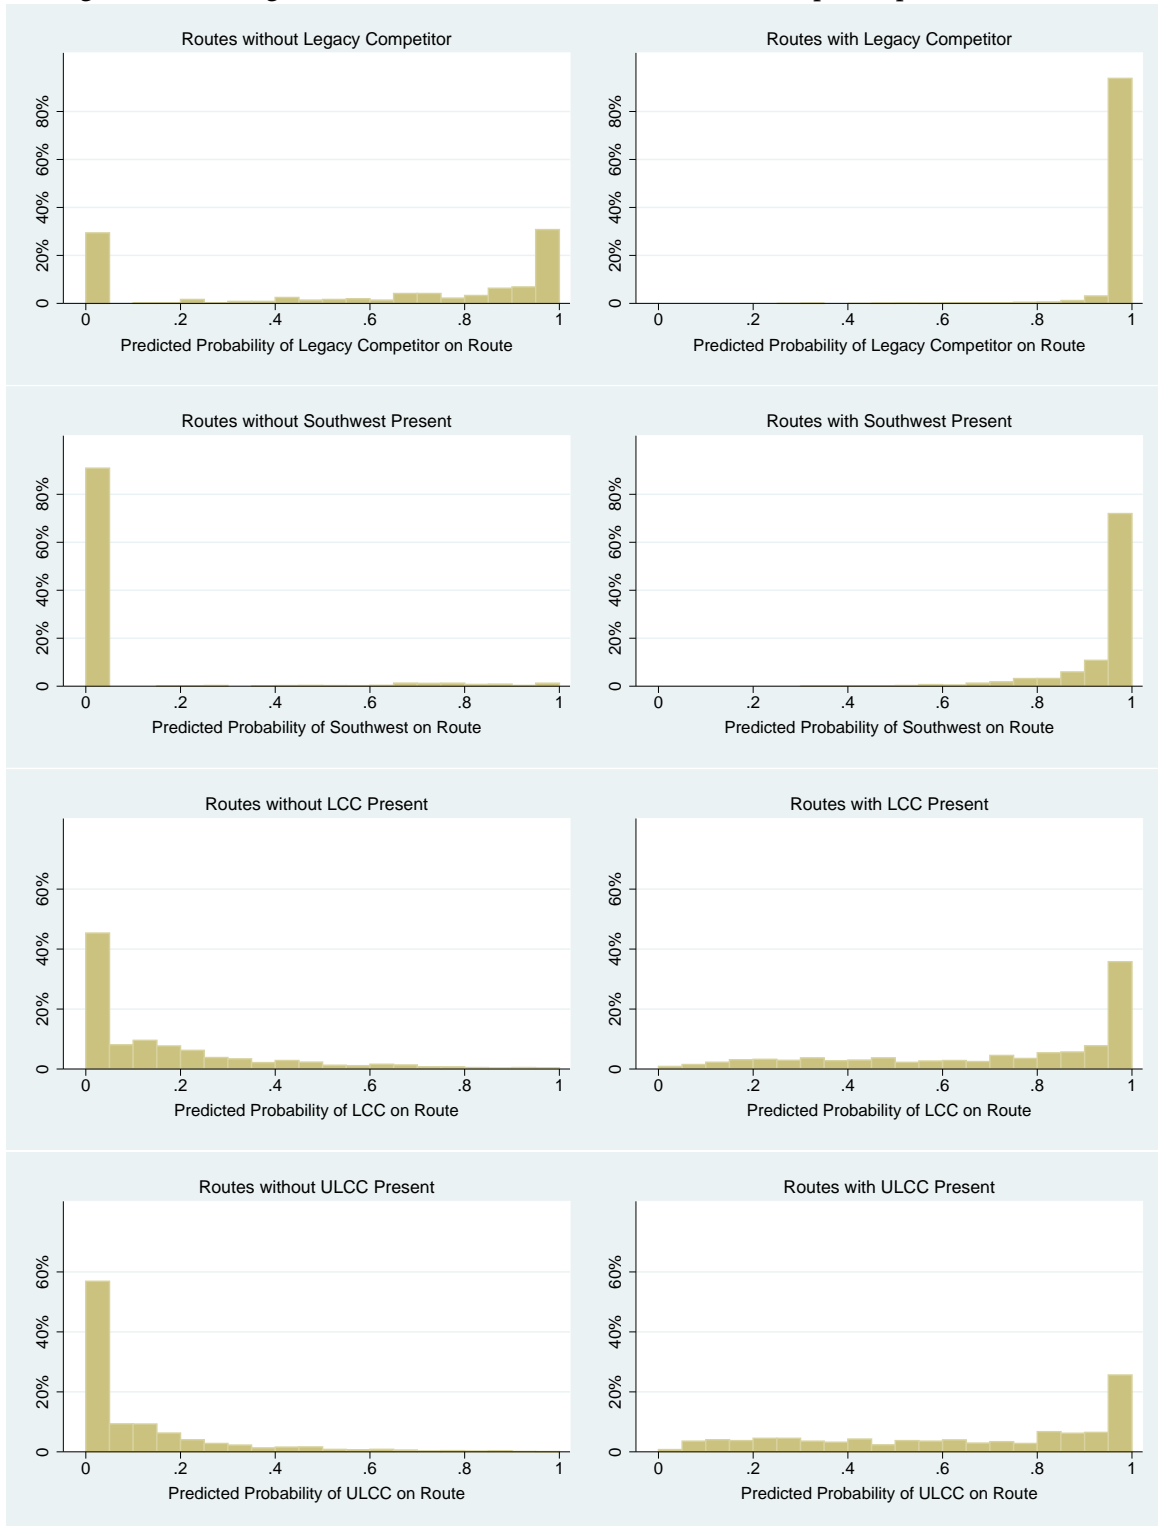 Routes without Legacy Competitor
80%
60%
40%
20%
0
0 .2 .4 .6 .8 1
Predicted Probability of Legacy Competitor on Route
Routes with Legacy Competitor
80%
60%
40%
20%
0
0 .2 .4 .6 .8 1
Predicted Probability of Legacy Competitor on Route
Routes without Southwest Present
80%
60%
40%
20%
0
0 .2 .4 .6 .8 1
Predicted Probability of Southwest on Route
Routes with Southwest Present
80%
60%
40%
20%
0
0 .2 .4 .6 .8 1
Predicted Probability of Southwest on Route
Routes without LCC Present
60%
40%
20%
0
0 .2 .4 .6 .8 1
Predicted Probability of LCC on Route
Routes with LCC Present
60%
40%
20%
0
0 .2 .4 .6 .8 1
Predicted Probability of LCC on Route
Routes without ULCC Present
60%
40%
20%
0
0 .2 .4 .6 .8 1
Predicted Probability of ULCC on Route
Routes with ULCC Present
60%
40%
20%
0
0 .2 .4 .6 .8 1
Predicted Probability of ULCC on Route